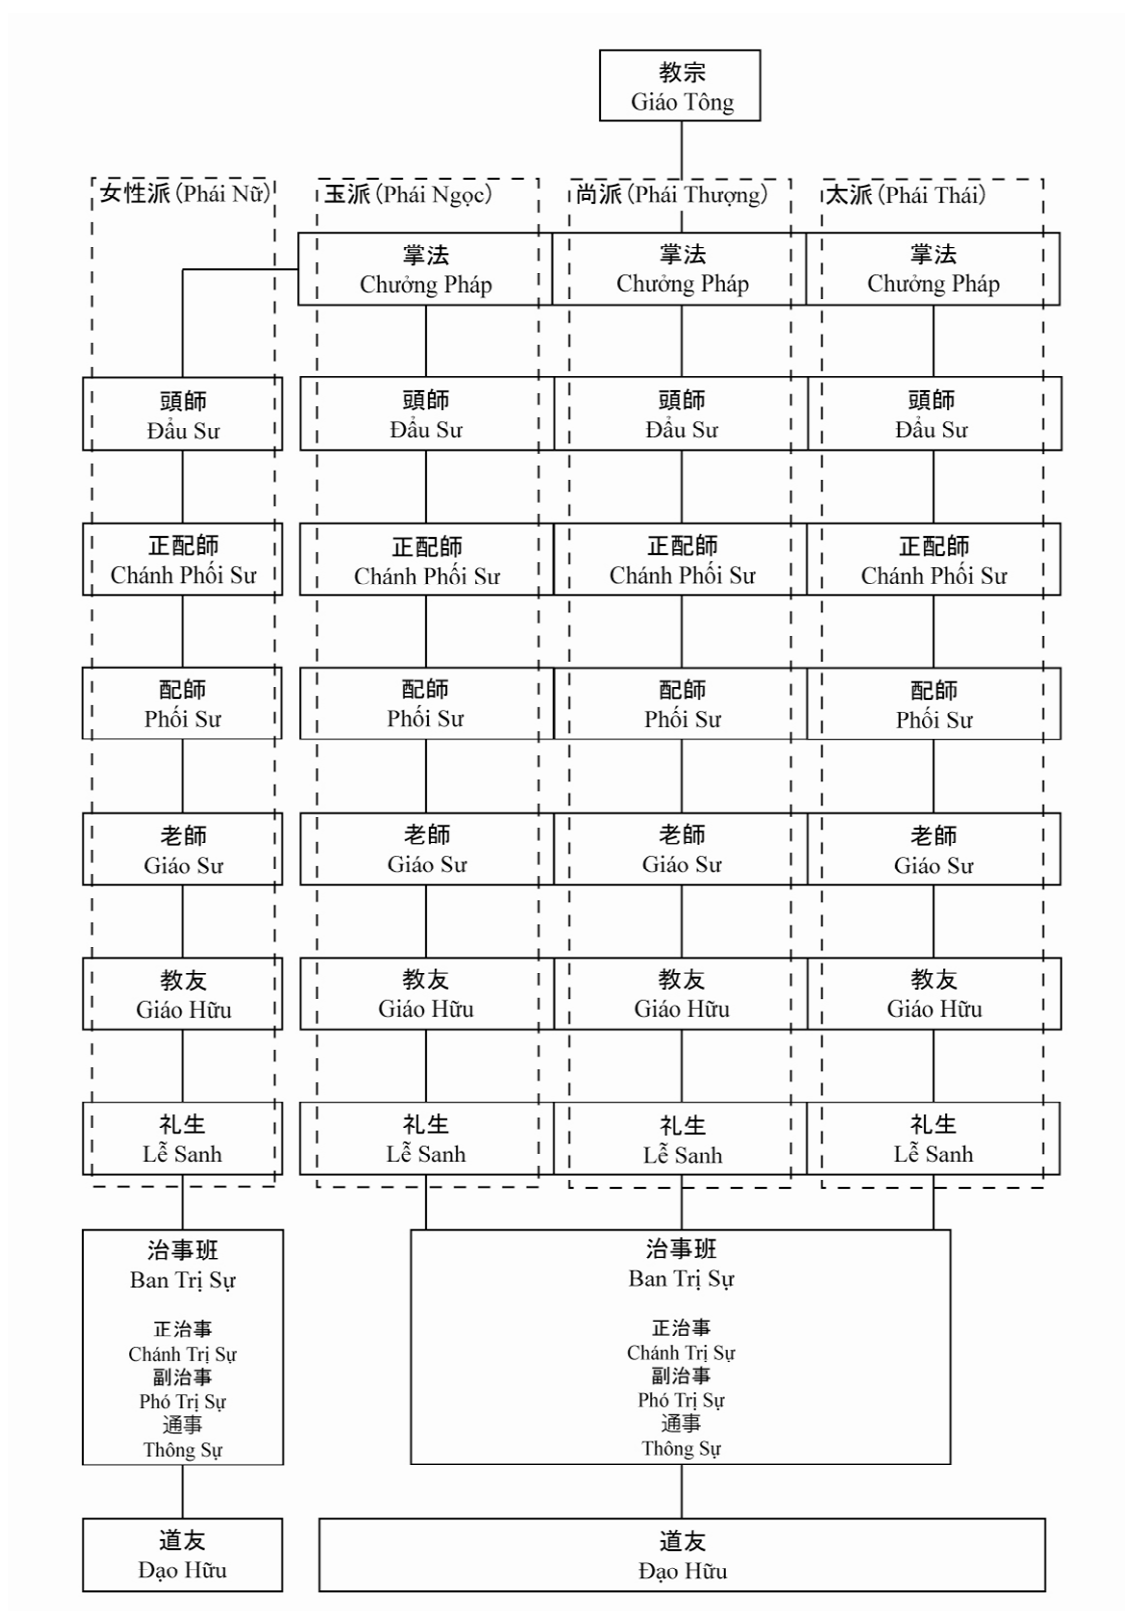 教宗
Giáo Tông
女性派(Phái Nữ)
玉派(Phái Ngọc)
尚派(Phái Thượng)
太派(Phái Thái)
掌法
Chưởng Pháp
掌法
Chưởng Pháp
掌法
Chưởng Pháp
頭師
Đẩu Sư
頭師
Đẩu Sư
頭師
Đẩu Sư
頭師
Đẩu Sư
正配師
Chánh Phối Sư
正配師
Chánh Phối Sư
正配師
Chánh Phối Sư
正配師
Chánh Phối Sư
配師
Phối Sư
配師
Phối Sư
配師
Phối Sư
配師
Phối Sư
老師
Giáo Sư
老師
Giáo Sư
老師
Giáo Sư
老師
Giáo Sư
教友
Giáo Hữu
教友
Giáo Hữu
教友
Giáo Hữu
教友
Giáo Hữu
礼生
Lễ Sanh
礼生
Lễ Sanh
礼生
Lễ Sanh
礼生
Lễ Sanh
治事班
Ban Trị Sự
正治事
Chánh Trị Sự
副治事
Phó Trị Sự
通事
Thông Sự
治事班
Ban Trị Sự
正治事
Chánh Trị Sự
副治事
Phó Trị Sự
通事
Thông Sự
道友
Đạo Hữu
道友
Đạo Hữu